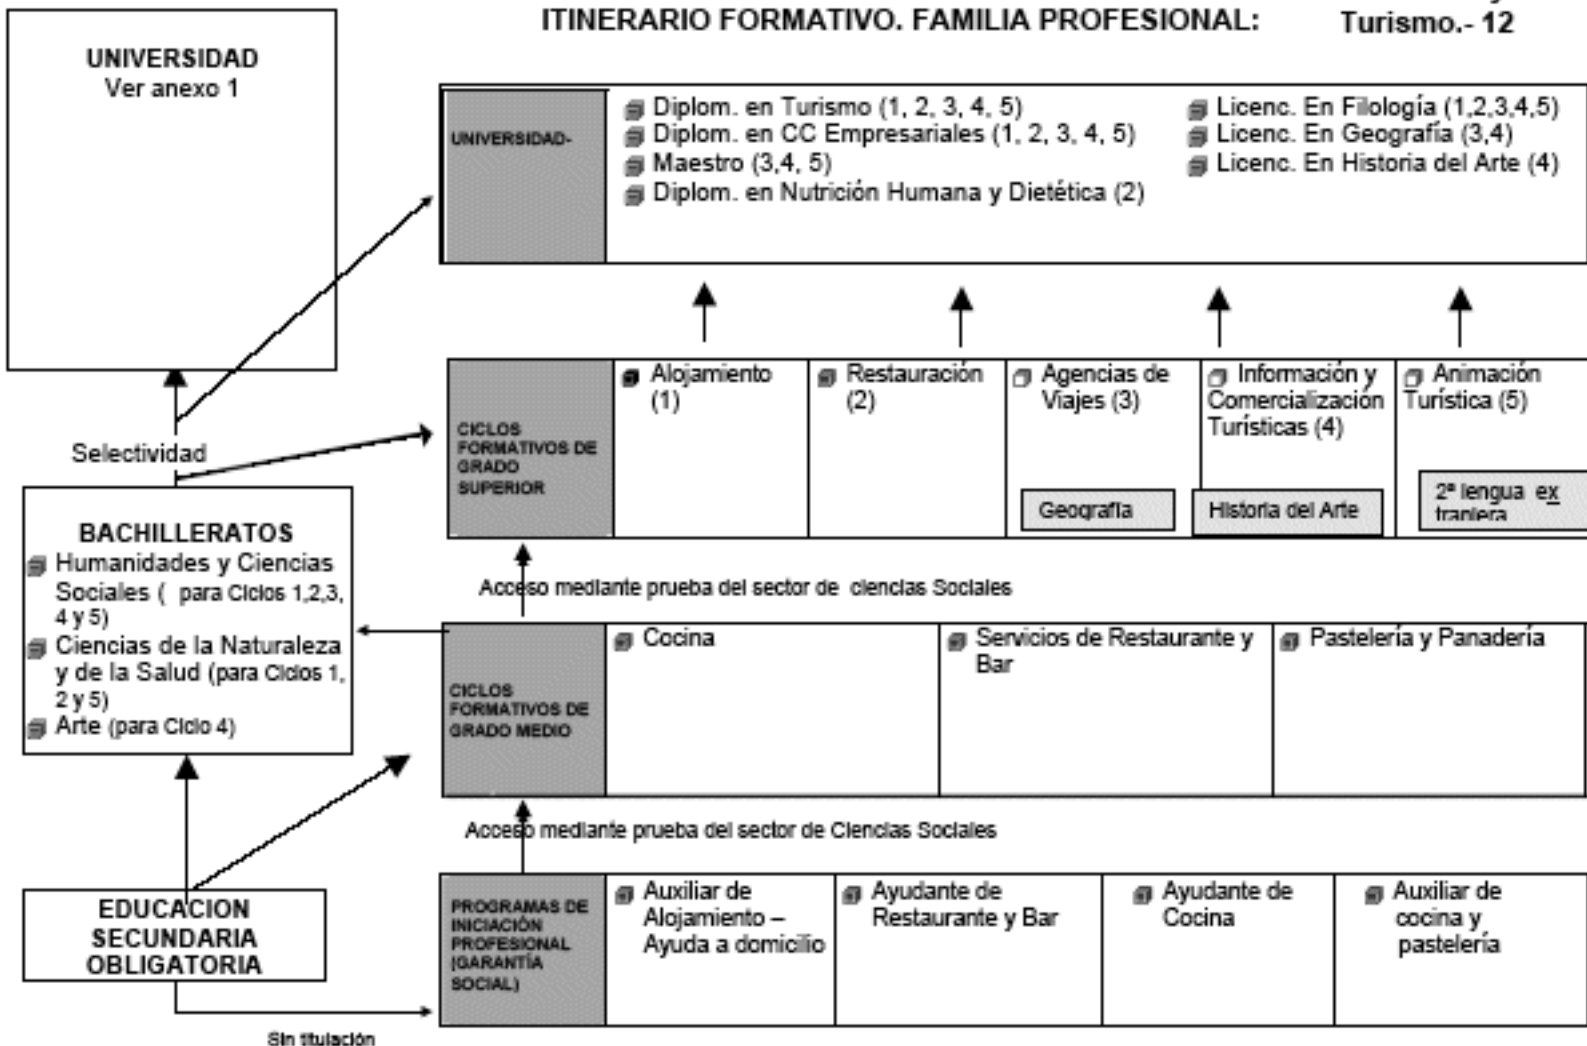 ITINERARIO FORMATIVO. FAMILIA PROFESIONAL:
Turismo.- 12
UNIVERSIDAD
Ver anexo 1
UNIVERSIDAD-
Diplom. en Turismo (1, 2, 3, 4, 5)
Diplom. en CC Empresariales (1, 2, 3, 4, 5)
Maestro (3,4, 5)
Diplom. en Nutrición Humana y Dietética (2)
Licenc. En Filología (1,2,3,4,5)
Licenc. En Geografía (3,4)
Licenc. En Historia del Arte (4)
Selectividad
CICLOS
FORMATIVOS DE
GRADO
SUPERIOR
Alojamiento
(1)
Restauración
(2)
Agencias de
Viajes (3)
Geografía
Información y
Comercialización
Turísticas (4)
Historia del Arte
Animación
Turística (5)
2ª lengua ex
tranjera
BACHILLERATOS
Humanidades y Ciencias
Sociales ( para Ciclos 1,2,3,
4 y 5)
Ciencias de la Naturaleza
y de la Salud (para Ciclos 1,
2 y 5)
Arte (para Ciclo 4)
Acceso mediante prueba del sector de ciencias Sociales
CICLOS
FORMATIVOS DE
GRADO MEDIO
Cocina
Servicios de Restaurante y
Bar
Pastelería y Panadería
Acceso mediante prueba del sector de Ciencias Sociales
EDUCACION
SECUNDARIA
OBLIGATORIA
PROGRAMAS DE
INICIACIÓN
PROFESIONAL
(GARANTÍA
SOCIAL)
Auxiliar de
Alojamiento –
Ayuda a domicilio
Ayudante de
Restaurante y Bar
Ayudante de
Cocina
Auxiliar de
cocina y
pastelería
Sin titulación